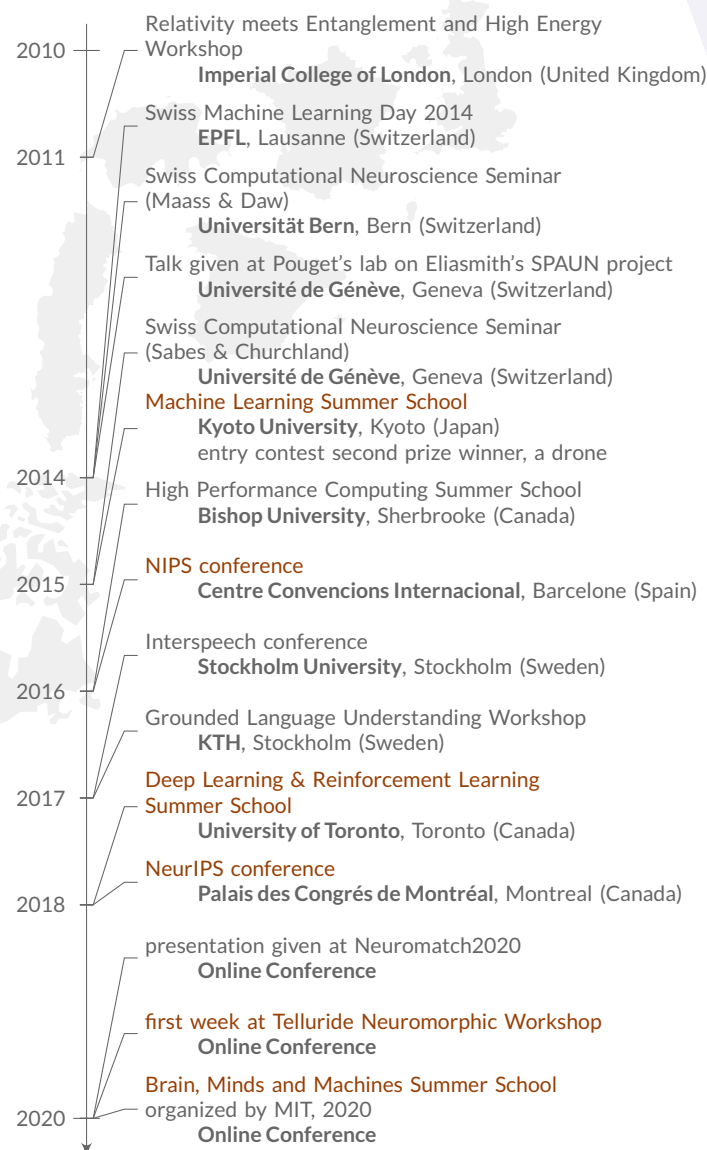 2010
Relativity meets Entanglement and High Energy
Workshop
Imperial College of London, London (United Kingdom)
2011
Swiss Machine Learning Day 2014
EPFL, Lausanne (Switzerland)
Swiss Computational Neuroscience Seminar
(Maass & Daw)
Universität Bern, Bern (Switzerland)
Talk given at Pouget's lab on Eliasmith's SPAUN project
Université de Génève, Geneva (Switzerland)
Swiss Computational Neuroscience Seminar
(Sabes & Churchland)
Université de Génève, Geneva (Switzerland)
Machine Learning Summer School
Kyoto University, Kyoto (Japan)
entry contest second prize winner, a drone
2014
High Performance Computing Summer School
Bishop University, Sherbrooke (Canada)
NIPS conference
2015
Centre Convencions Internacional, Barcelone (Spain)
Interspeech conference
Stockholm University, Stockholm (Sweden)
2016
Grounded Language Understanding Workshop
KTH, Stockholm (Sweden)
Deep Learning & Reinforcement Learning
2017
Summer School
University of Toronto, Toronto (Canada)
NeurIPS conference
Palais des Congrés de Montréal, Montreal (Canada)
2018
presentation given at Neuromatch2020
Online Conference
first week at Telluride Neuromorphic Workshop
Online Conference
Brain, Minds and Machines Summer School
organized by MIT, 2020
2020
Online Conference